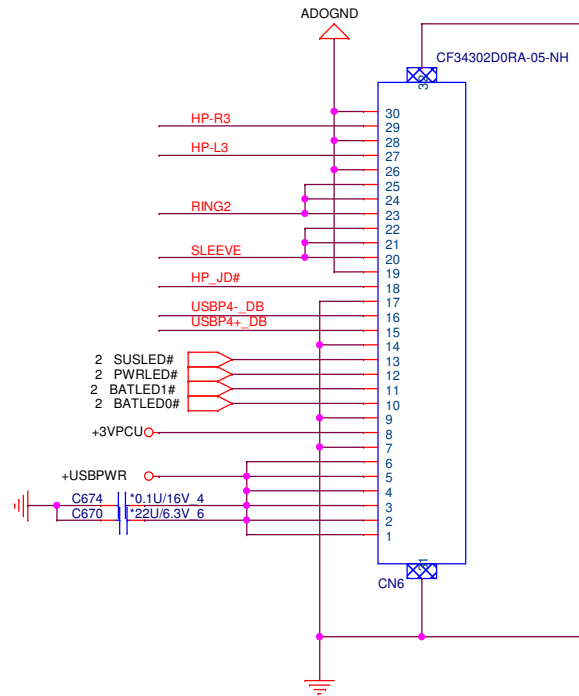 ADOGND
CF34302D0RA-05-NH
30
HP-R3 29
28
HP-L3 27
26
25
24
RING2 23
22
21
SLEEVE 20
19
HP_JD# 18
17
USBP4-_DB 16
USBP4+_DB 15
14
2 SUSLED# 13
2 PWRLED# 12
2 BATLED1# 11
2 BATLED0# 10
9
+3VPCU 8
7
6
+USBPWR 5
4
C674 *0.1U/16V_4 3
C670 *22U/6.3V_6 2
1
CN6